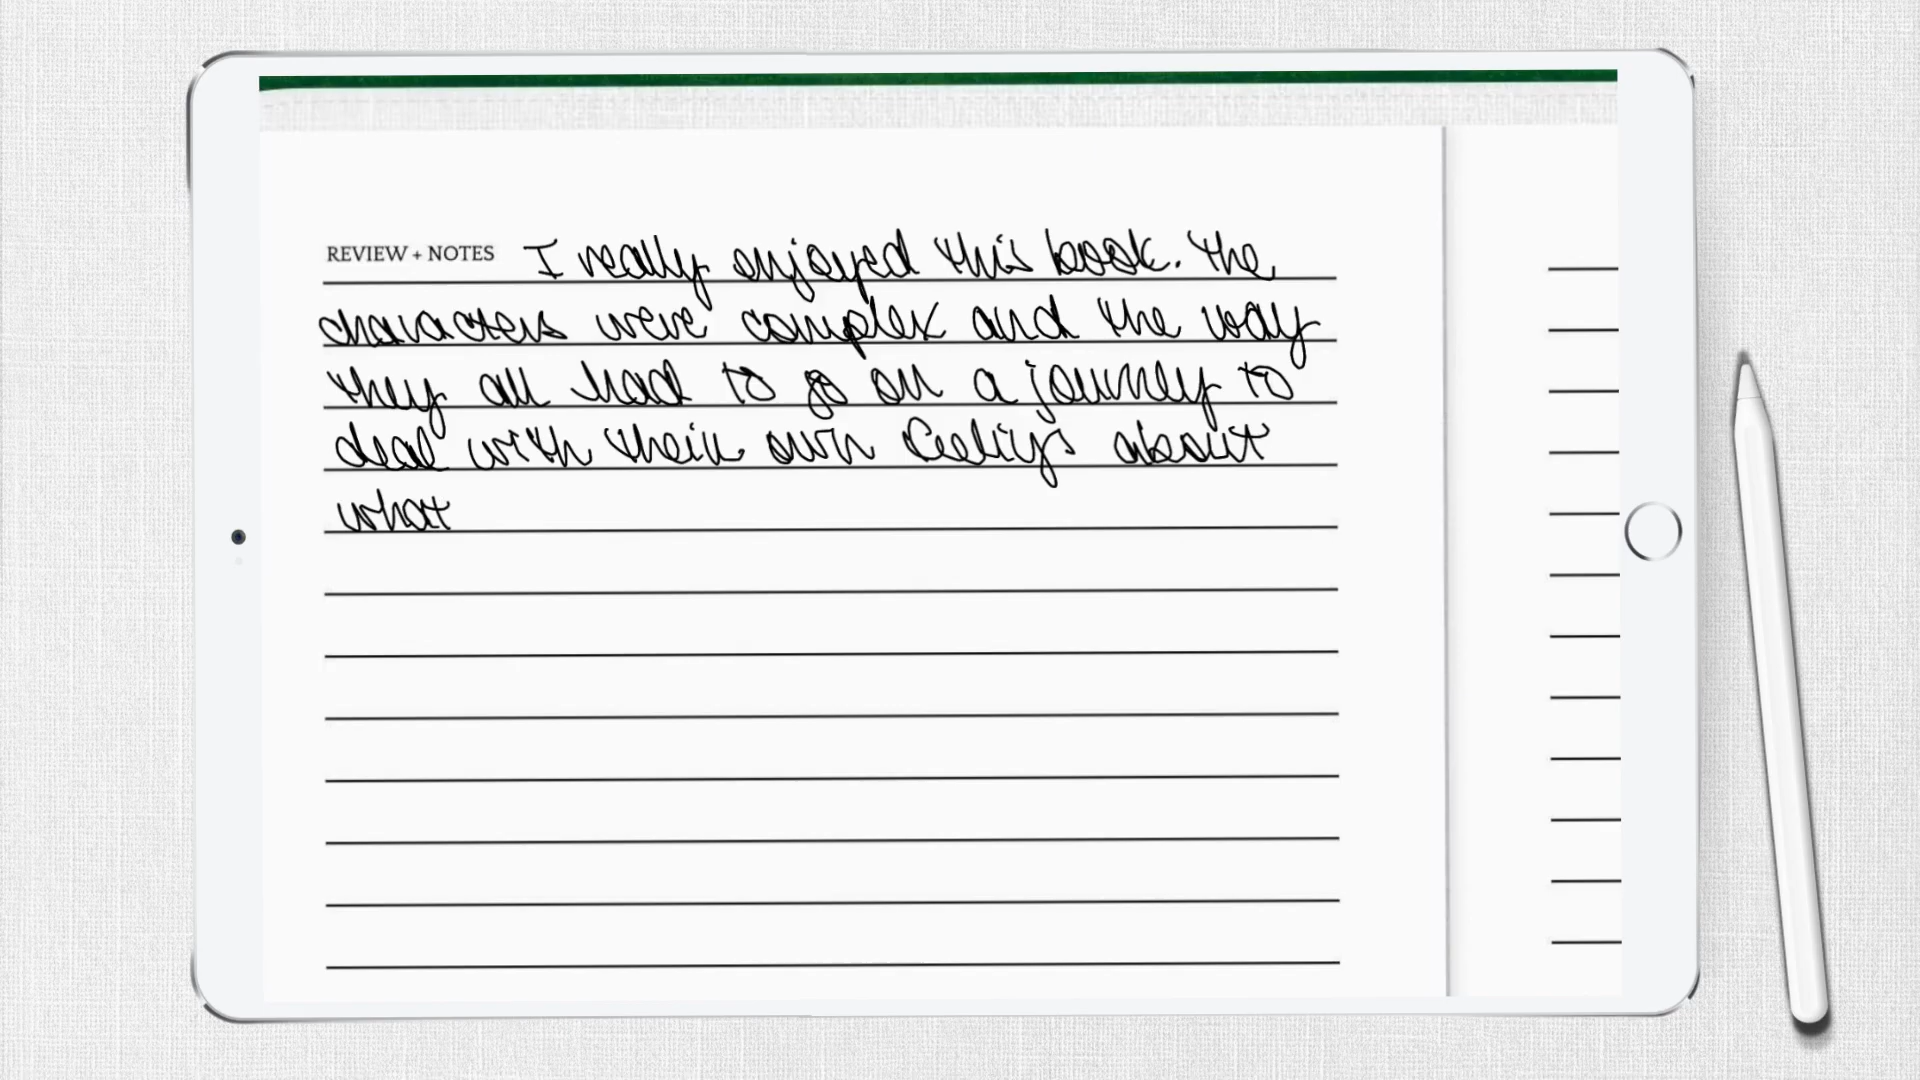 REVIEW + NOTES I really enjoyed this book. The
characters were complex and the way
they all had to go on a journey to
deal with their own feelings about
what